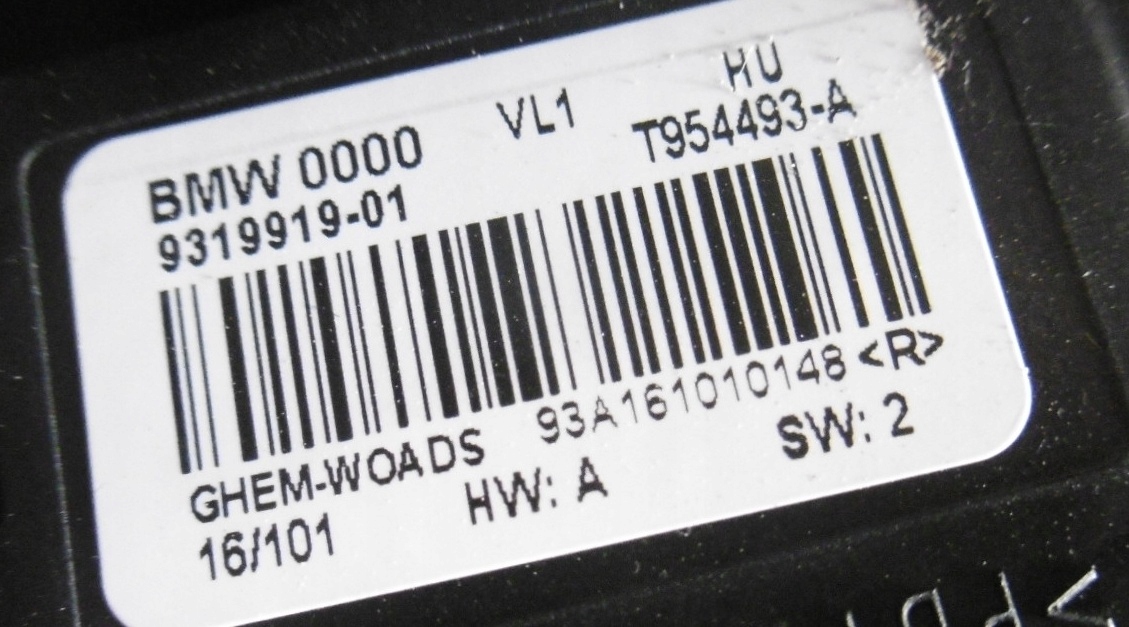 HU
BMW 0000 VL1 T954493-A
9319919-01
93A161010148 <R>
GHEM-WOADS
16/101 HW: A SW: 2